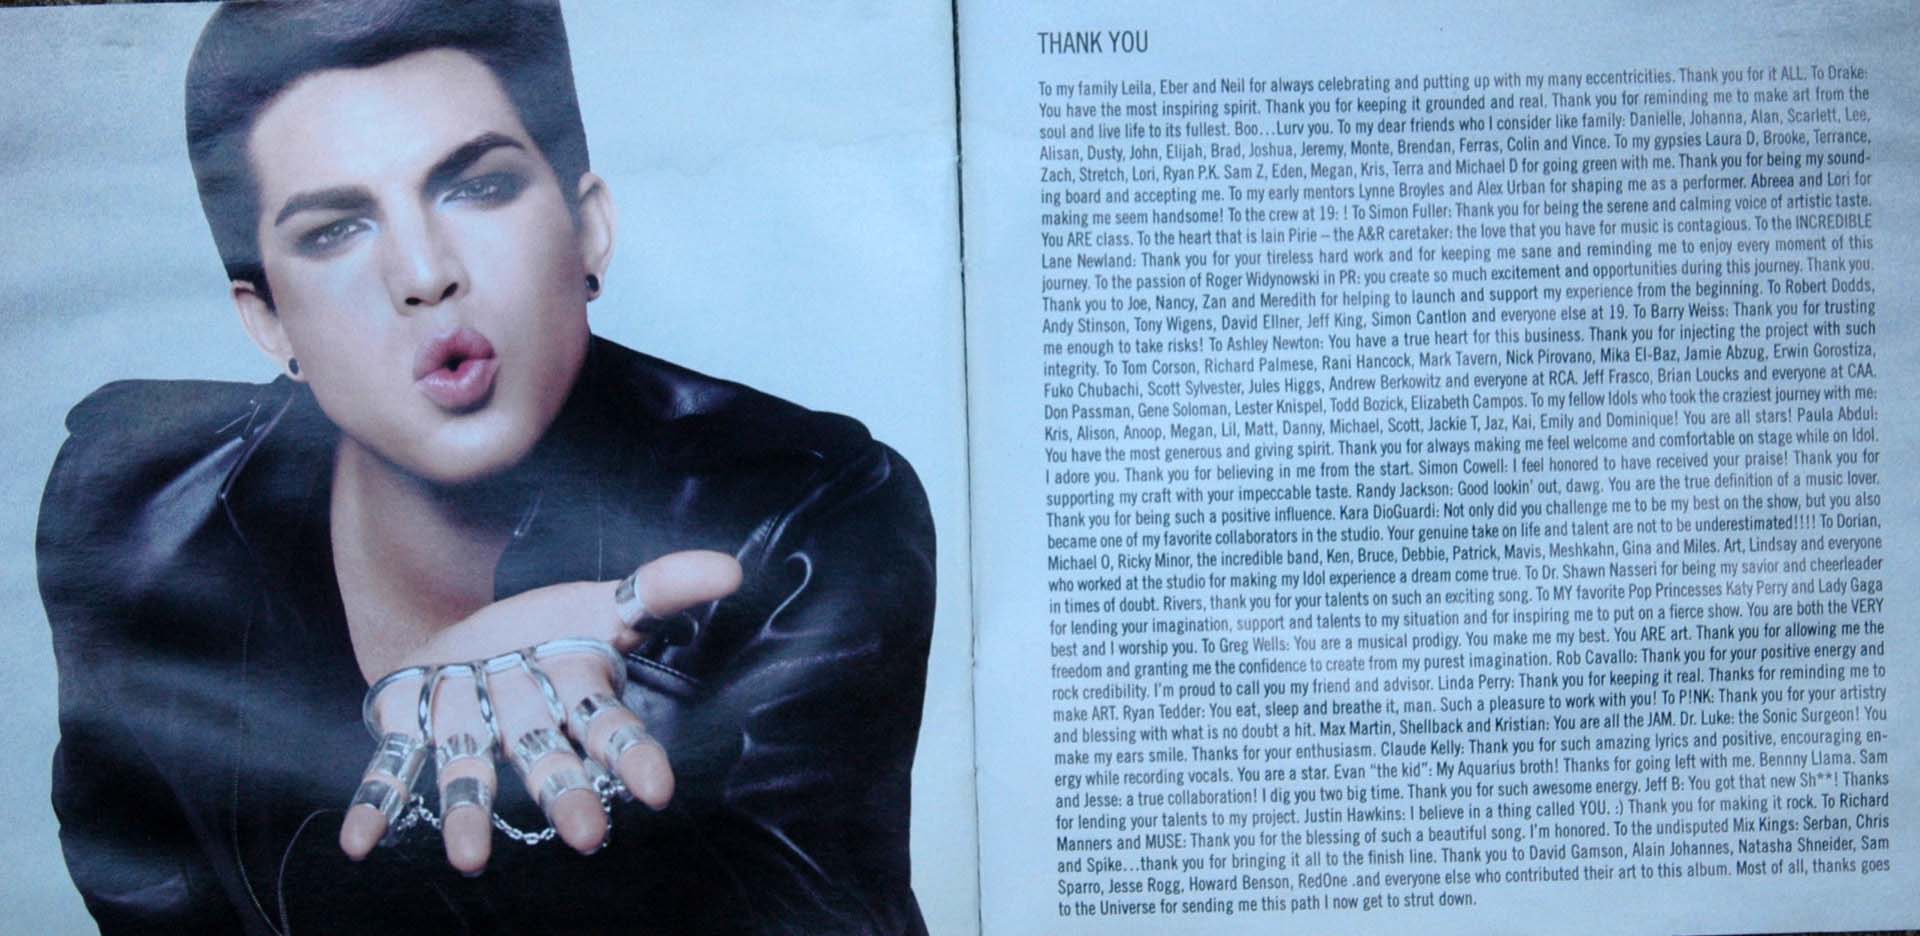 THANK YOU
To my family Leila, Eber and Neil for always celebrating and putting up with my many eccentricities. Thank you for it ALL. To Drake:
You have the most inspiring spirit. Thank you for keeping it grounded and real. Thank you for reminding me to make art from the
soul and live life to its fullest. Boo...Lurv you. To my dear friends who I consider like family: Danielle, Johanna, Alan, Scarlett, Lee,
Alisan, Dusty, John, Elijah, Brad, Joshua, Jeremy, Monte, Brendan, Ferras, Colin and Vince. To my gypsies Laura D, Brooke, Terrance,
Zach, Stretch, Lori, Ryan P.K. Sam Z, Eden, Megan, Kris, Terra and Michael D for going green with me. Thank you for being my sound-
ing board and accepting me. To my early mentors Lynne Broyles and Alex Urban for shaping me as a performer. Abreea and Lori for
making me seem handsome! To the crew at 19: ! To Simon Fuller: Thank you for being the serene and calming voice of artistic taste.
You ARE class. To the heart that is Iain Pirie – the A&R caretaker: the love that you have for music is contagious. To the INCREDIBLE
Lane Newland: Thank you for your tireless hard work and for keeping me sane and reminding me to enjoy every moment of this
journey. To the passion of Roger Widynowski in PR: you create so much excitement and opportunities during this journey. Thank you.
Thank you to Joe, Nancy, Zan and Meredith for helping to launch and support my experience from the beginning. To Robert Dodds,
Andy Stinson, Tony Wigens, David Ellner, Jeff King, Simon Cantlon and everyone else at 19. To Barry Weiss: Thank you for trusting
me enough to take risks! To Ashley Newton: You have a true heart for this business. Thank you for injecting the project with such
integrity. To Tom Corson, Richard Palmese, Rani Hancock, Mark Tavern, Nick Pirovano, Mika El-Baz, Jamie Abzug, Erwin Gorostiza,
Fuko Chubachi, Scott Sylvester, Jules Higgs, Andrew Berkowitz and everyone at RCA. Jeff Frasco, Brian Loucks and everyone at CAA.
Don Passman, Gene Soloman, Lester Knispel, Todd Bozick, Elizabeth Campos. To my fellow Idols who took the craziest journey with me:
Kris, Alison, Anoop, Megan, Lil, Matt, Danny, Michael, Scott, Jackie T, Jaz, Kai, Emily and Dominique! You are all stars! Paula Abdul:
You have the most generous and giving spirit. Thank you for always making me feel welcome and comfortable on stage while on Idol.
I adore you. Thank you for believing in me from the start. Simon Cowell: I feel honored to have received your praise! Thank you for
supporting my craft with your impeccable taste. Randy Jackson: Good lookin' out, dawg. You are the true definition of a music lover.
Thank you for being such a positive influence. Kara DioGuardi: Not only did you challenge me to be my best on the show, but you also
became one of my favorite collaborators in the studio. Your genuine take on life and talent are not to be underestimated!!!! To Dorian,
Michael O, Ricky Minor, the incredible band, Ken, Bruce, Debbie, Patrick, Mavis, Meshkahn, Gina and Miles. Art, Lindsay and everyone
who worked at the studio for making my Idol experience a dream come true. To Dr. Shawn Nasseri for being my savior and cheerleader
in times of doubt. Rivers, thank you for your talents on such an exciting song. To MY favorite Pop Princesses Katy Perry and Lady Gaga
for lending your imagination, support and talents to my situation and for inspiring me to put on a fierce show. You are both the VERY
best and I worship you. To Greg Wells: You are a musical prodigy. You make me my best. You ARE art. Thank you for allowing me the
freedom and granting me the confidence to create from my purest imagination. Rob Cavallo: Thank you for your positive energy and
rock credibility. I'm proud to call you my friend and advisor. Linda Perry: Thank you for keeping it real. Thanks for reminding me to
make ART. Ryan Tedder: You eat, sleep and breathe it, man. Such a pleasure to work with you! To P!NK: Thank you for your artistry
and blessing with what is no doubt a hit. Max Martin, Shellback and Kristian: You are all the JAM. Dr. Luke: the Sonic Surgeon! You
make my ears smile. Thanks for your enthusiasm. Claude Kelly: Thank you for such amazing lyrics and positive, encouraging en-
ergy while recording vocals. You are a star. Evan "the kid": My Aquarius broth! Thanks for going left with me. Bennny Llama. Sam
and Jesse: a true collaboration! I dig you two big time. Thank you for such awesome energy. Jeff B: You got that new Sh**! Thanks
for lending your talents to my project. Justin Hawkins: I believe in a thing called YOU. :) Thank you for making it rock. To Richard
Manners and MUSE: Thank you for the blessing of such a beautiful song. I'm honored. To the undisputed Mix Kings: Serban, Chris
and Spike...thank you for bringing it all to the finish line. Thank you to David Gamson, Alain Johannes, Natasha Shneider, Sam
Sparro, Jesse Rogg, Howard Benson, RedOne .and everyone else who contributed their art to this album. Most of all, thanks goes
to the Universe for sending me this path I now get to strut down.